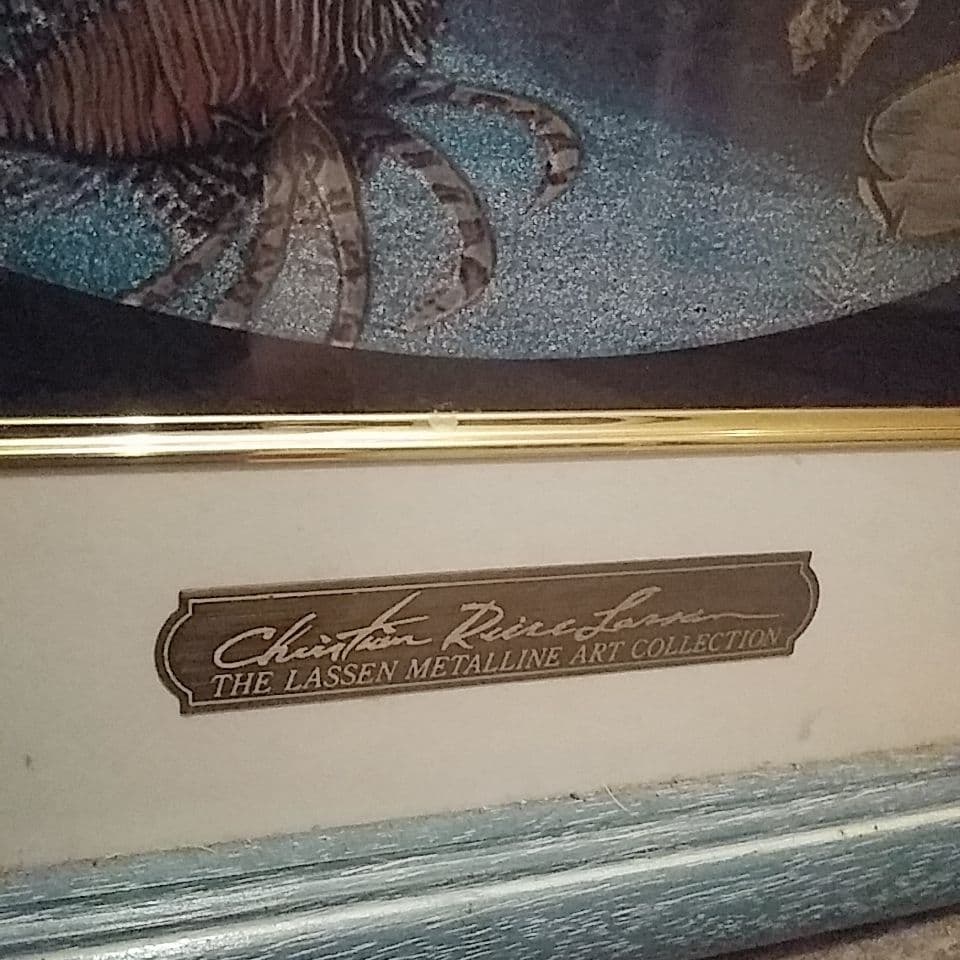 Christian Riese Lassen
THE LASSEN METALLINE ART COLLECTION